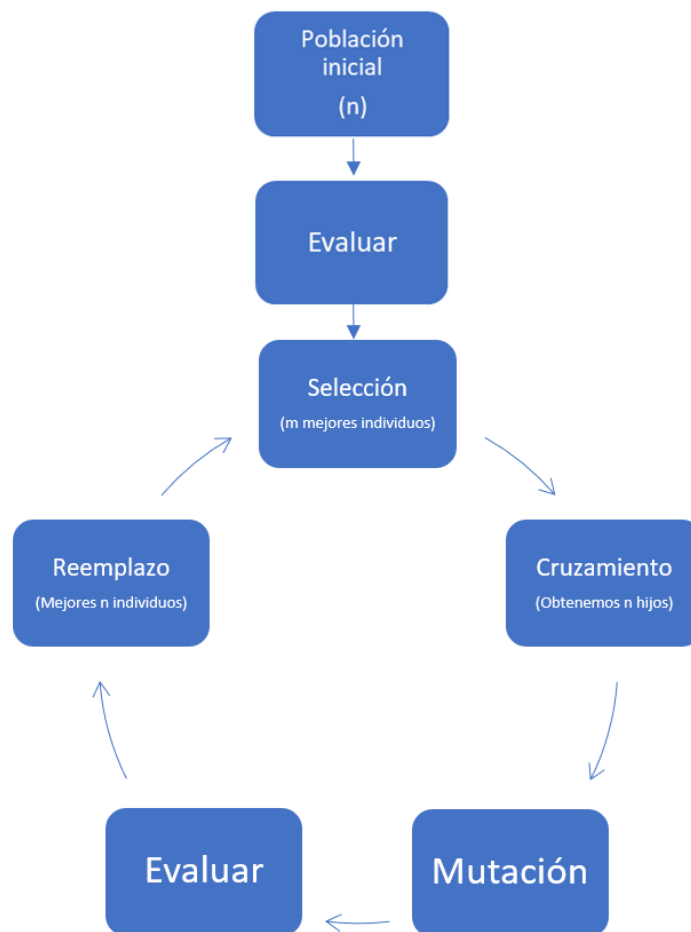 Población
inicial
(n)
Evaluar
Selección
(m mejores individuos)
Reemplazo
(Mejores n individuos)
Cruzamiento
(Obtenemos n hijos)
Evaluar
Mutación